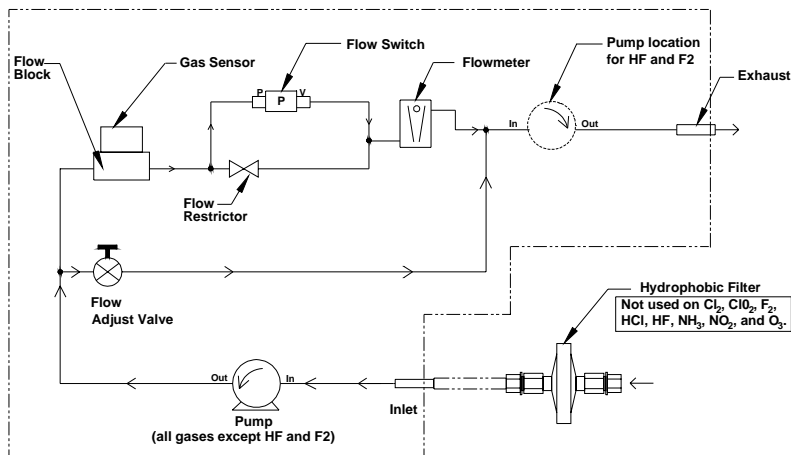 Flow Switch
Pump location
for HF and F2
Flow
Block
Gas Sensor
Flowmeter
Exhaust
P
P
V
In
Out
Flow
Restrictor
Flow
Adjust Valve
Hydrophobic Filter
Not used on Cl₂, Cl0₂, F₂,
HCl, HF, NH₃, NO₂, and O₃.
Out
In
Inlet
Pump
(all gases except HF and F2)